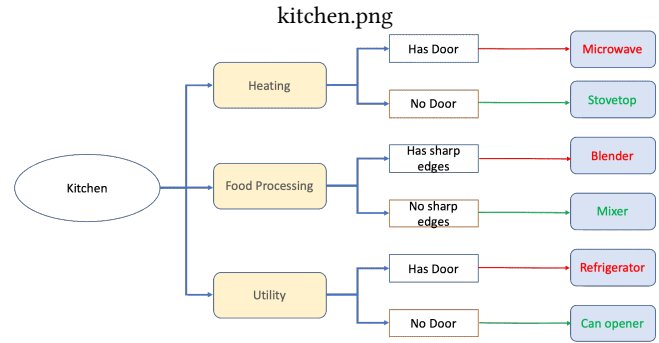 kitchen.png
Has Door
Microwave
Heating
No Door
Stovetop
Has sharp
edges
Blender
Kitchen
Food Processing
No sharp
edges
Mixer
Has Door
Refrigerator
Utility
No Door
Can opener